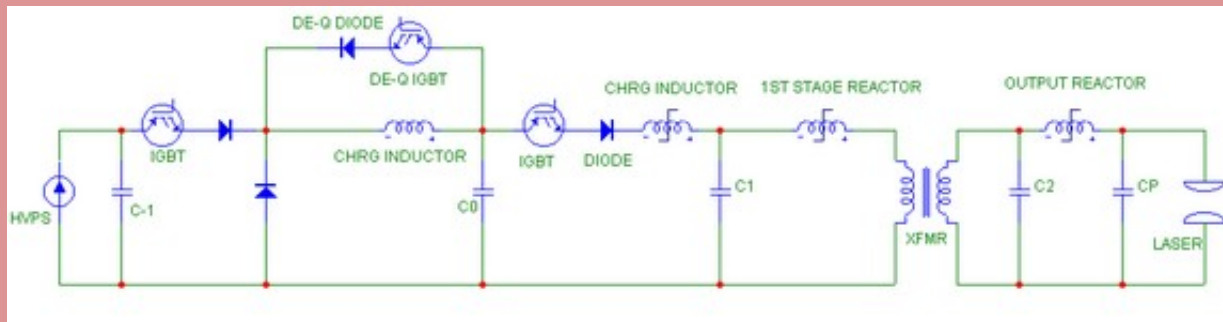 DE-Q DIODE
DE-Q IGBT
CHRG INDUCTOR
1ST STAGE REACTOR
OUTPUT REACTOR
IGBT
CHRG INDUCTOR
IGBT
DIODE
HVPS
C-1
C0
C1
XFMR
C2
CP
LASER